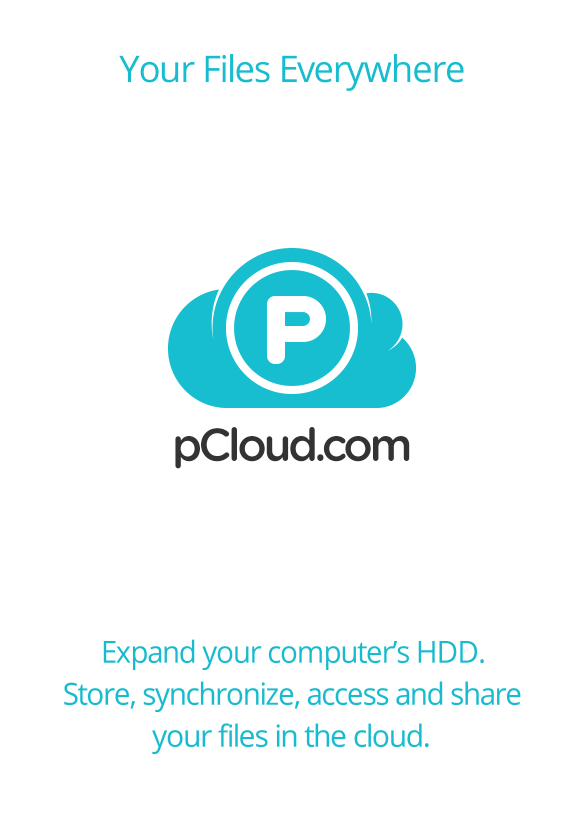 Your Files Everywhere
P
pCloud.com
Expand your computer’s HDD.
Store, synchronize, access and share
your files in the cloud.